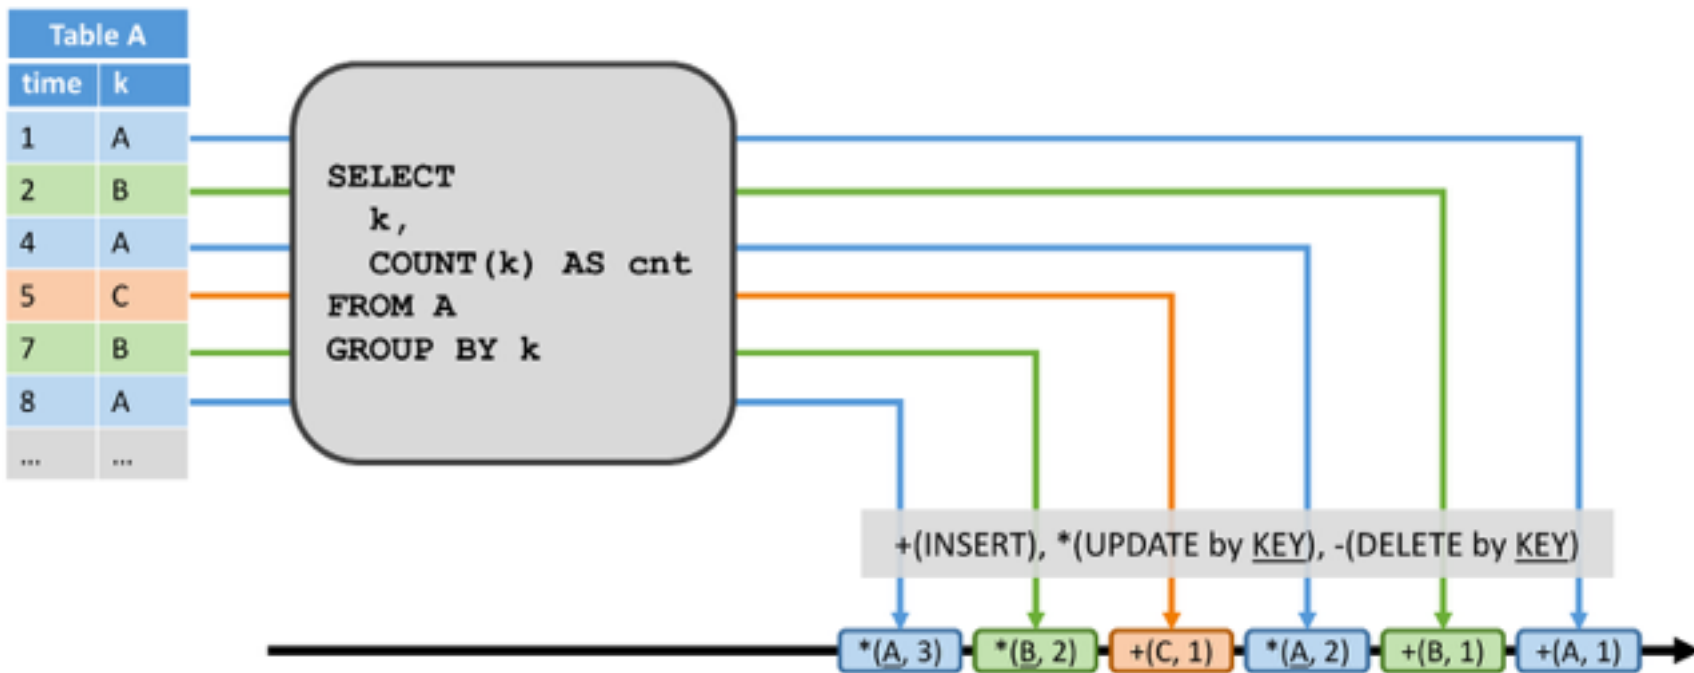 Table A
time k
1 A
2 B
4 A
5 C
7 B
8 A
... ...
SELECT
k,
COUNT(k) AS cnt
FROM A
GROUP BY k
+(INSERT), *(UPDATE by KEY), -(DELETE by KEY)
*(A, 3) *(B, 2) +(C, 1) *(A, 2) +(B, 1) +(A, 1)